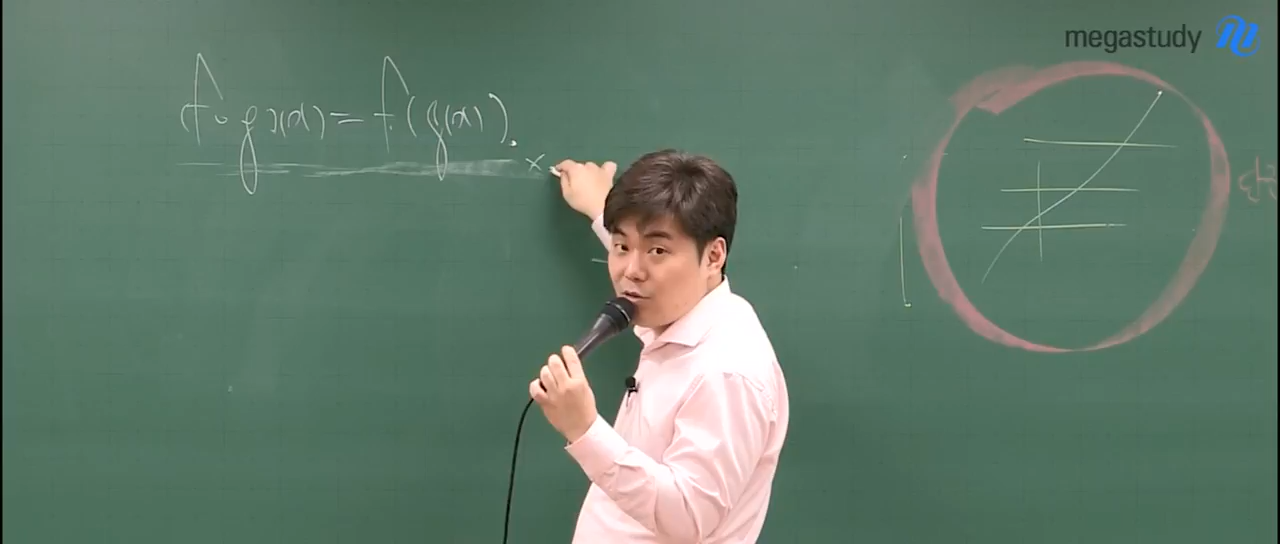 megastudy
(f∘g)(x) = f(g(x)).
x